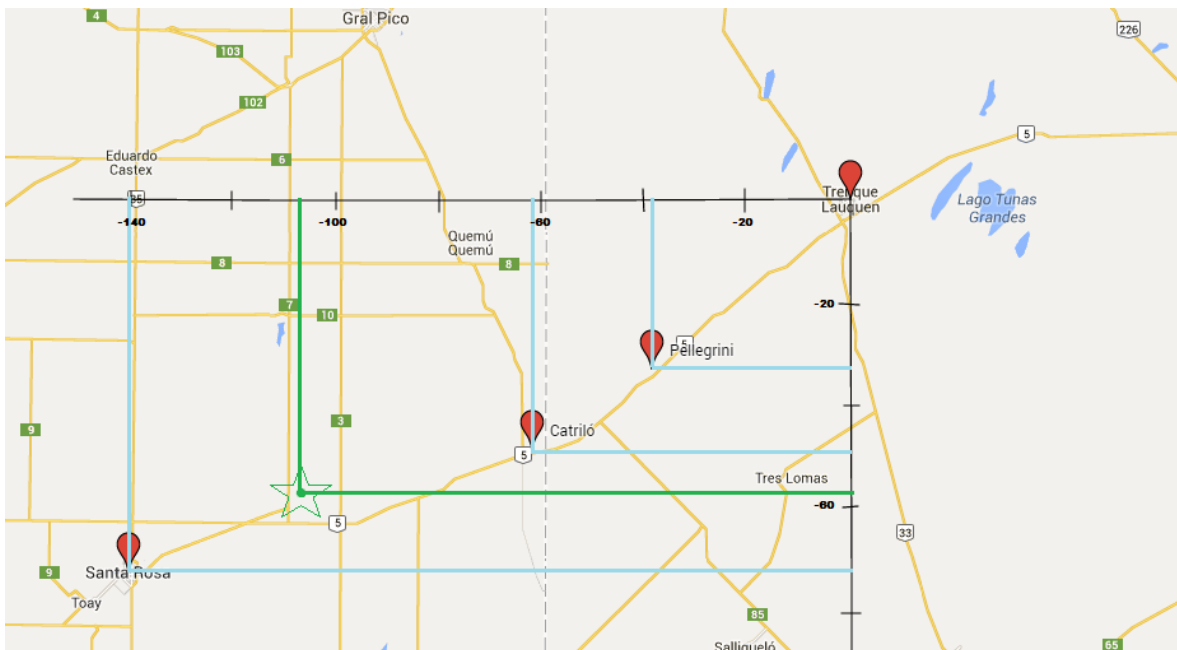 4
Gral Pico
226
103
102
5
Eduardo
Castex
6
35
Trenque
Lauquen
Lago Tunas
Grandes
-140
-100
-60
-20
Quemú
Quemú
8
8
7
10
-20
5
Pellegrini
3
9
Catriló
5
Tres Lomas
-60
5
33
9
Santa Rosa
Toay
85
Salliqueló
65